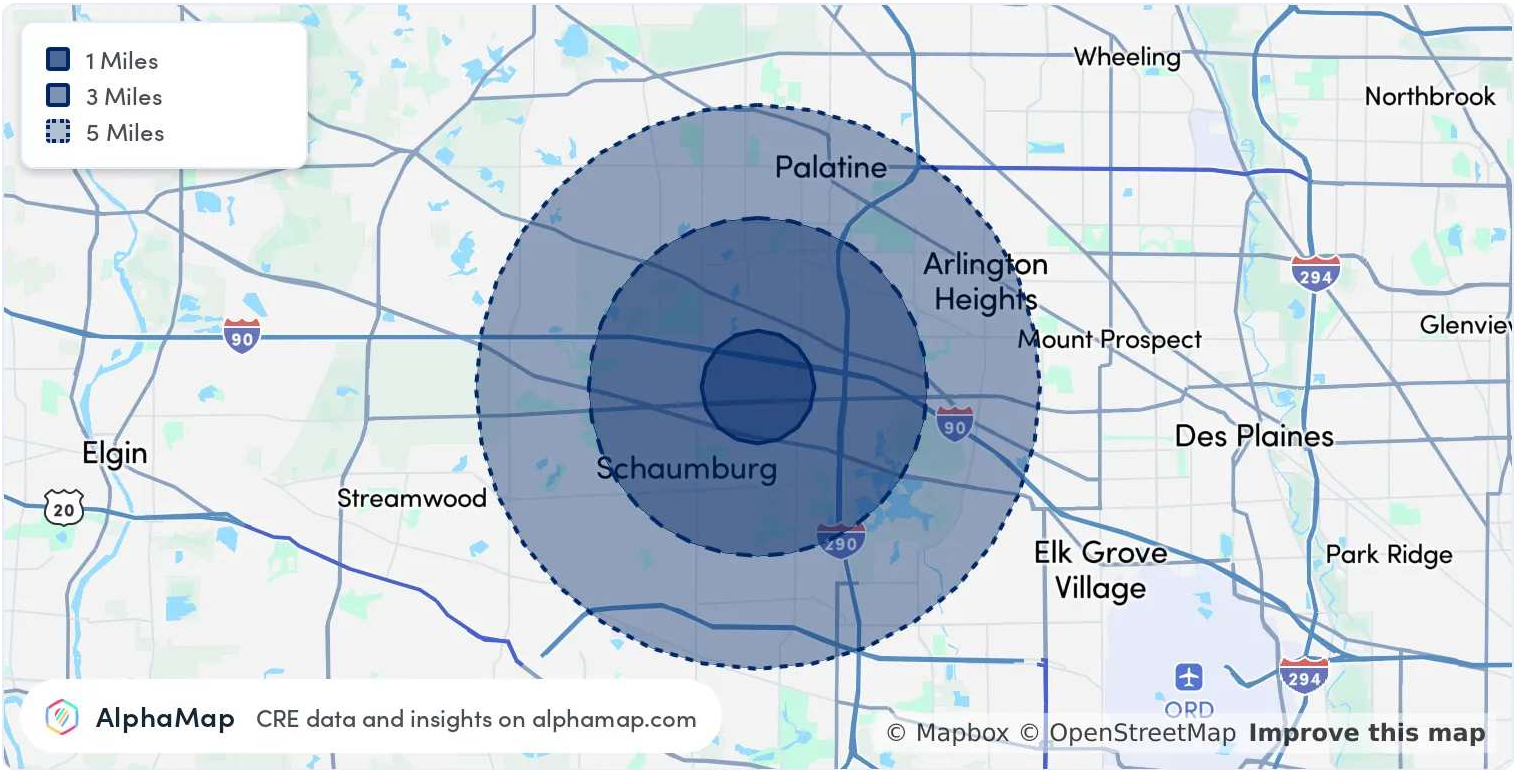 1 Miles
3 Miles
5 Miles
Wheeling
Northbrook
Palatine
Arlington
Heights
294
90
Mount Prospect
Glenview
90
Des Plaines
Elgin
Schaumburg
Streamwood
20
290
Elk Grove
Village
Park Ridge
294
ORD
AlphaMap CRE data and insights on alphamap.com
© Mapbox © OpenStreetMap Improve this map